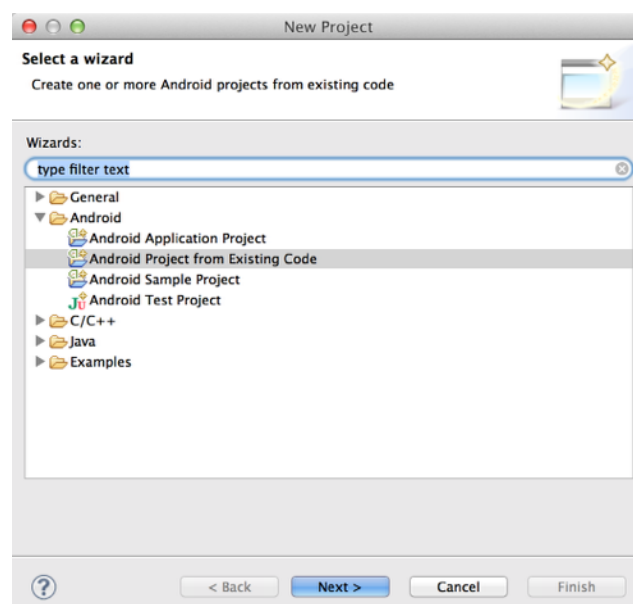 New Project
Select a wizard
Create one or more Android projects from existing code
Wizards:
type filter text
General
Android
Android Application Project
Android Project from Existing Code
Android Sample Project
Ju Android Test Project
C/C++
Java
Examples
? < Back Next > Cancel Finish